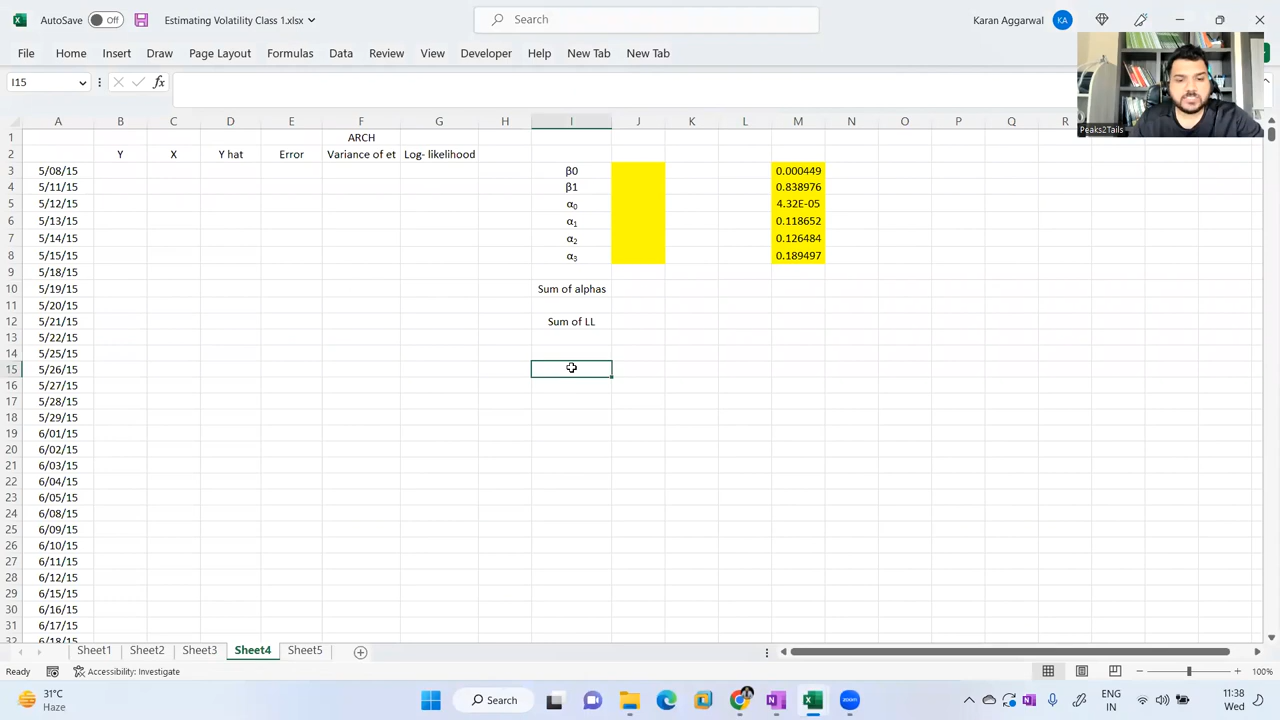 AutoSave Off Estimating Volatility Class 1.xlsx Search Karan Aggarwal KA
File Home Insert Draw Page Layout Formulas Data Review View Developer Help New Tab New Tab
I15 fx
Peaks2Tails
A B C D E F G H I J K L M N O P Q R
1 ARCH
2 Y X Y hat Error Variance of et Log- likelihood
3 5/08/15 β0 0.000449
4 5/11/15 β1 0.838976
5 5/12/15 α0 4.32E-05
6 5/13/15 α1 0.118652
7 5/14/15 α2 0.126484
8 5/15/15 α3 0.189497
9 5/18/15
10 5/19/15 Sum of alphas
11 5/20/15
12 5/21/15 Sum of LL
13 5/22/15
14 5/25/15
15 5/26/15
16 5/27/15
17 5/28/15
18 5/29/15
19 6/01/15
20 6/02/15
21 6/03/15
22 6/04/15
23 6/05/15
24 6/08/15
25 6/09/15
26 6/10/15
27 6/11/15
28 6/12/15
29 6/15/15
30 6/16/15
31 6/17/15
32 6/18/15
Sheet1 Sheet2 Sheet3 Sheet4 Sheet5
Ready Accessibility: Investigate 100%
31°C
Haze
Search
zoom
ENG
IN
11:38
Wed